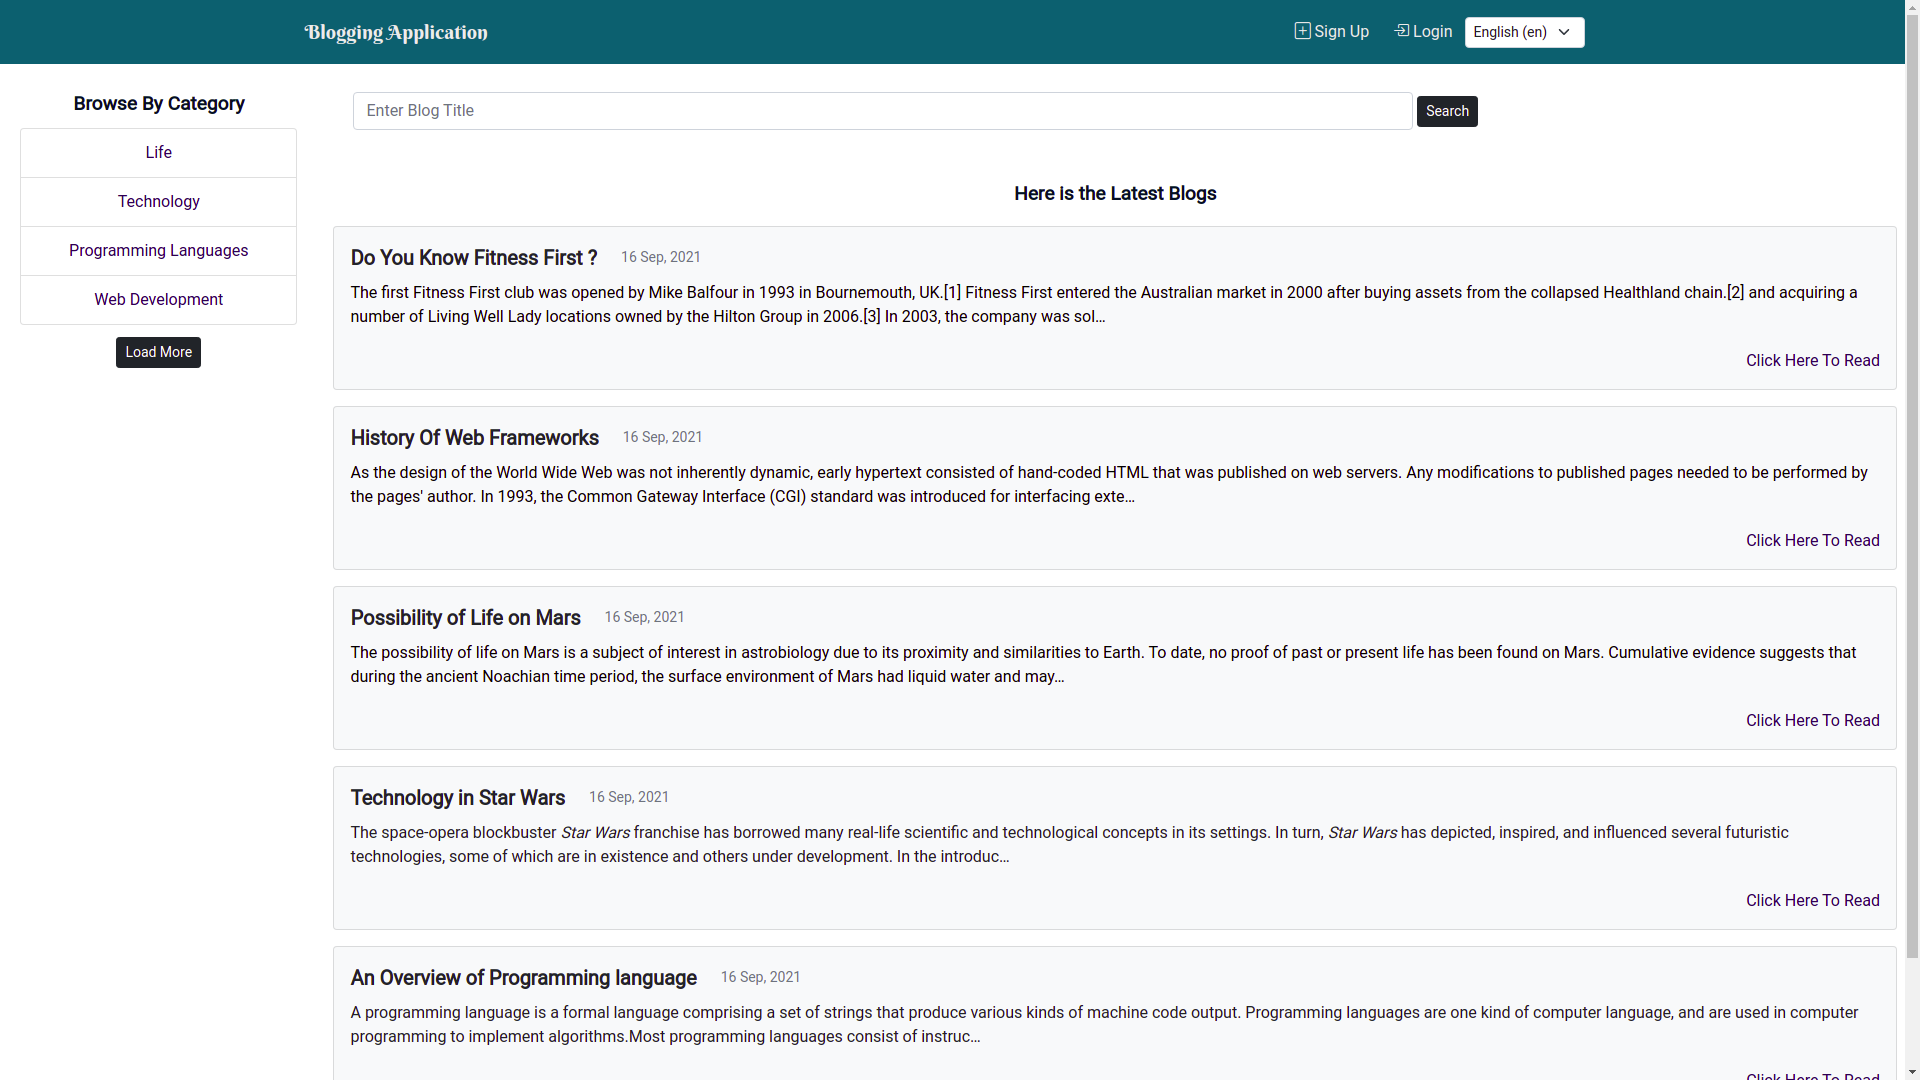 Blogging Application
Sign Up
Login
English (en)
Browse By Category
Life
Technology
Programming Languages
Web Development
Load More
Enter Blog Title
Search
Here is the Latest Blogs
Do You Know Fitness First ? 16 Sep, 2021
The first Fitness First club was opened by Mike Balfour in 1993 in Bournemouth, UK.[1] Fitness First entered the Australian market in 2000 after buying assets from the collapsed Healthland chain.[2] and acquiring a
number of Living Well Lady locations owned by the Hilton Group in 2006.[3] In 2003, the company was sol…
Click Here To Read
History Of Web Frameworks 16 Sep, 2021
As the design of the World Wide Web was not inherently dynamic, early hypertext consisted of hand-coded HTML that was published on web servers. Any modifications to published pages needed to be performed by
the pages' author. In 1993, the Common Gateway Interface (CGI) standard was introduced for interfacing exte…
Click Here To Read
Possibility of Life on Mars 16 Sep, 2021
The possibility of life on Mars is a subject of interest in astrobiology due to its proximity and similarities to Earth. To date, no proof of past or present life has been found on Mars. Cumulative evidence suggests that
during the ancient Noachian time period, the surface environment of Mars had liquid water and may…
Click Here To Read
Technology in Star Wars 16 Sep, 2021
The space-opera blockbuster Star Wars franchise has borrowed many real-life scientific and technological concepts in its settings. In turn, Star Wars has depicted, inspired, and influenced several futuristic
technologies, some of which are in existence and others under development. In the introduc…
Click Here To Read
An Overview of Programming language 16 Sep, 2021
A programming language is a formal language comprising a set of strings that produce various kinds of machine code output. Programming languages are one kind of computer language, and are used in computer
programming to implement algorithms.Most programming languages consist of instruc…
Click Here To Read